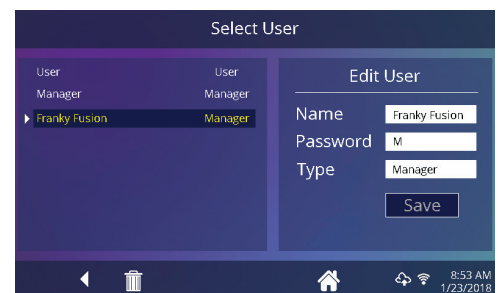 Select User
User User
Manager Manager
Franky Fusion Manager
Edit User
Name Franky Fusion
Password M
Type Manager
Save
8:53 AM
1/23/2018